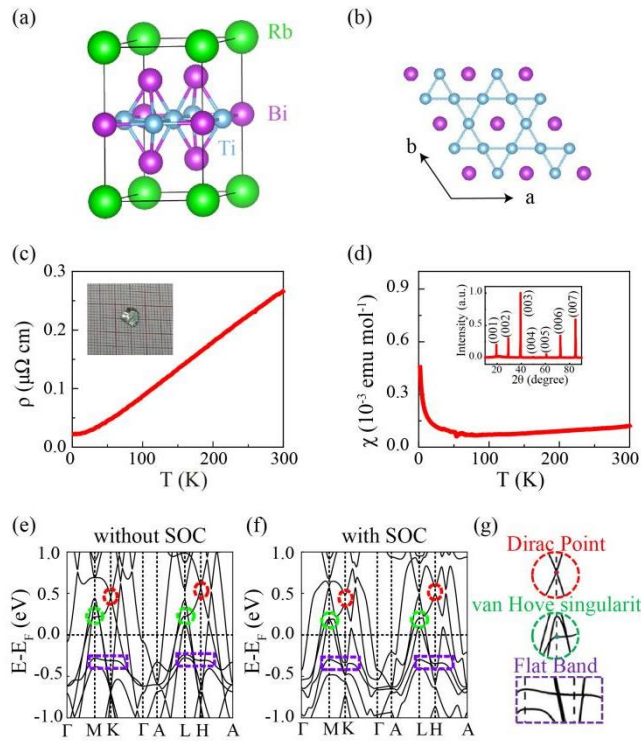 (a)
Rb
Bi
Ti
(b)
b
a
(c)
0.3
0.2
0.1
0.0
ρ (μΩ cm)
0 100 200 300
T (K)
(d)
0.9
0.6
0.3
0.0
χ (10⁻³ emu mol⁻¹)
0 100 200 300
T (K)
1.0
0.5
0.0
Intensity (a.u.)
(001)
(002)
(003)
(004)
(005)
(006)
(007)
20 40 60 80
2θ (degree)
(e) without SOC
1.0
0.5
0.0
-0.5
-1.0
E-E_F (eV)
Γ M K Γ A L H A
(f) with SOC
1.0
0.5
0.0
-0.5
-1.0
E-E_F (eV)
Γ M K Γ A L H A
(g)
Dirac Point
van Hove singularit
Flat Band